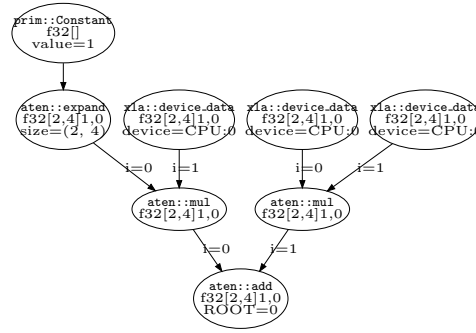 prim::Constant
f32[]
value=1
aten::expand
f32[2,4]1,0
size=(2, 4)
xla::device_data
f32[2,4]1,0
device=CPU:0
xla::device_data
f32[2,4]1,0
device=CPU:0
xla::device_data
f32[2,4]1,0
device=CPU:0
i=0
i=1
i=0
i=1
aten::mul
f32[2,4]1,0
aten::mul
f32[2,4]1,0
i=0
i=1
aten::add
f32[2,4]1,0
ROOT=0